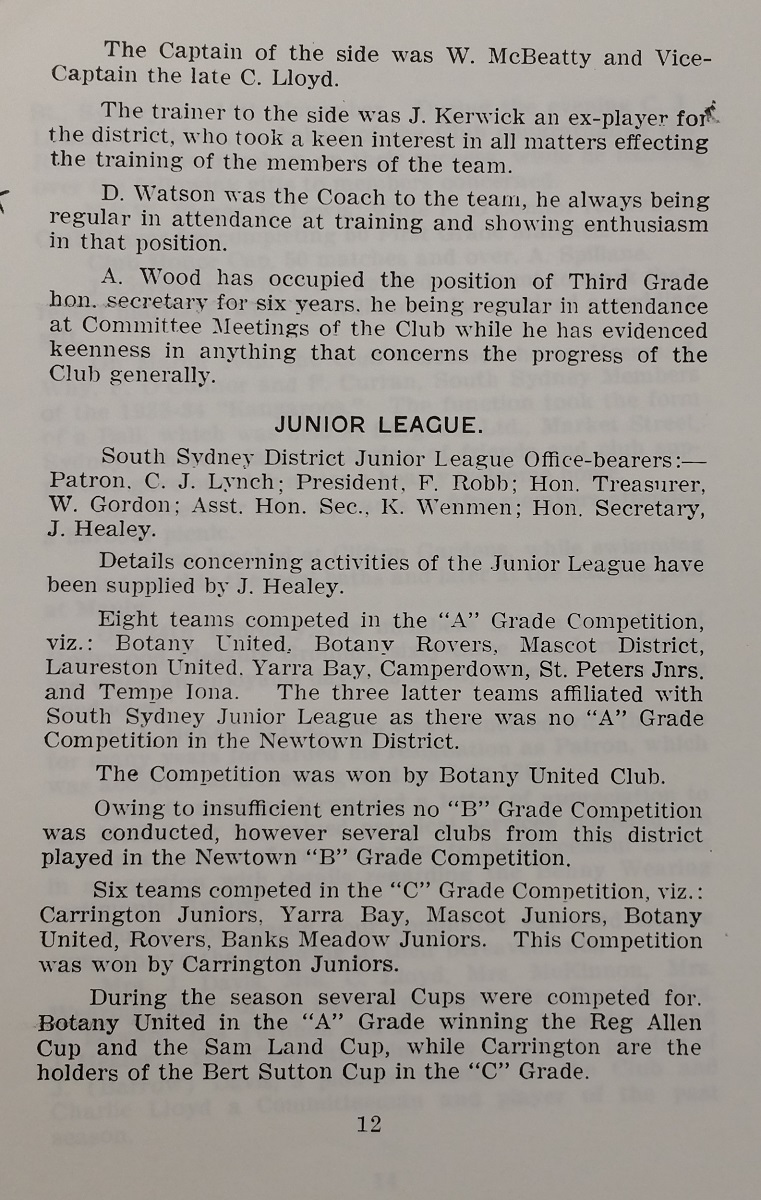 The Captain of the side was W. McBeatty and Vice-
Captain the late C. Lloyd.
The trainer to the side was J. Kerwick an ex-player for
the district, who took a keen interest in all matters effecting
the training of the members of the team.
D. Watson was the Coach to the team, he always being
regular in attendance at training and showing enthusiasm
in that position.
A. Wood has occupied the position of Third Grade
hon. secretary for six years. he being regular in attendance
at Committee Meetings of the Club while he has evidenced
keenness in anything that concerns the progress of the
Club generally.
JUNIOR LEAGUE.
South Sydney District Junior League Office-bearers:—
Patron. C. J. Lynch; President, F. Robb; Hon. Treasurer,
W. Gordon; Asst. Hon. Sec., K. Wenmen; Hon. Secretary,
J. Healey.
Details concerning activities of the Junior League have
been supplied by J. Healey.
Eight teams competed in the “A” Grade Competition,
viz.: Botany United, Botany Rovers, Mascot District,
Laureston United. Yarra Bay, Camperdown, St. Peters Jnrs.
and Tempe Iona. The three latter teams affiliated with
South Sydney Junior League as there was no “A” Grade
Competition in the Newtown District.
The Competition was won by Botany United Club.
Owing to insufficient entries no “B” Grade Competition
was conducted, however several clubs from this district
played in the Newtown “B” Grade Competition.
Six teams competed in the “C” Grade Competition, viz.:
Carrington Juniors, Yarra Bay, Mascot Juniors, Botany
United, Rovers, Banks Meadow Juniors. This Competition
was won by Carrington Juniors.
During the season several Cups were competed for.
Botany United in the “A” Grade winning the Reg Allen
Cup and the Sam Land Cup, while Carrington are the
holders of the Bert Sutton Cup in the “C” Grade.
12